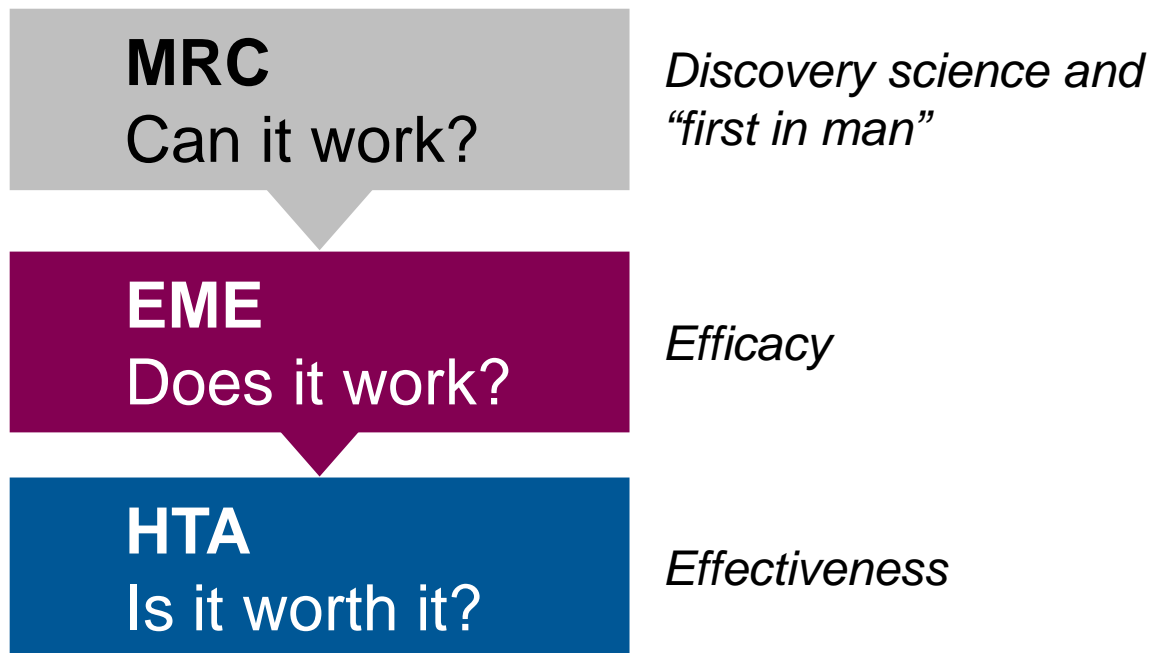 MRC
Can it work?
Discovery science and
“first in man”
EME
Does it work?
Efficacy
HTA
Is it worth it?
Effectiveness